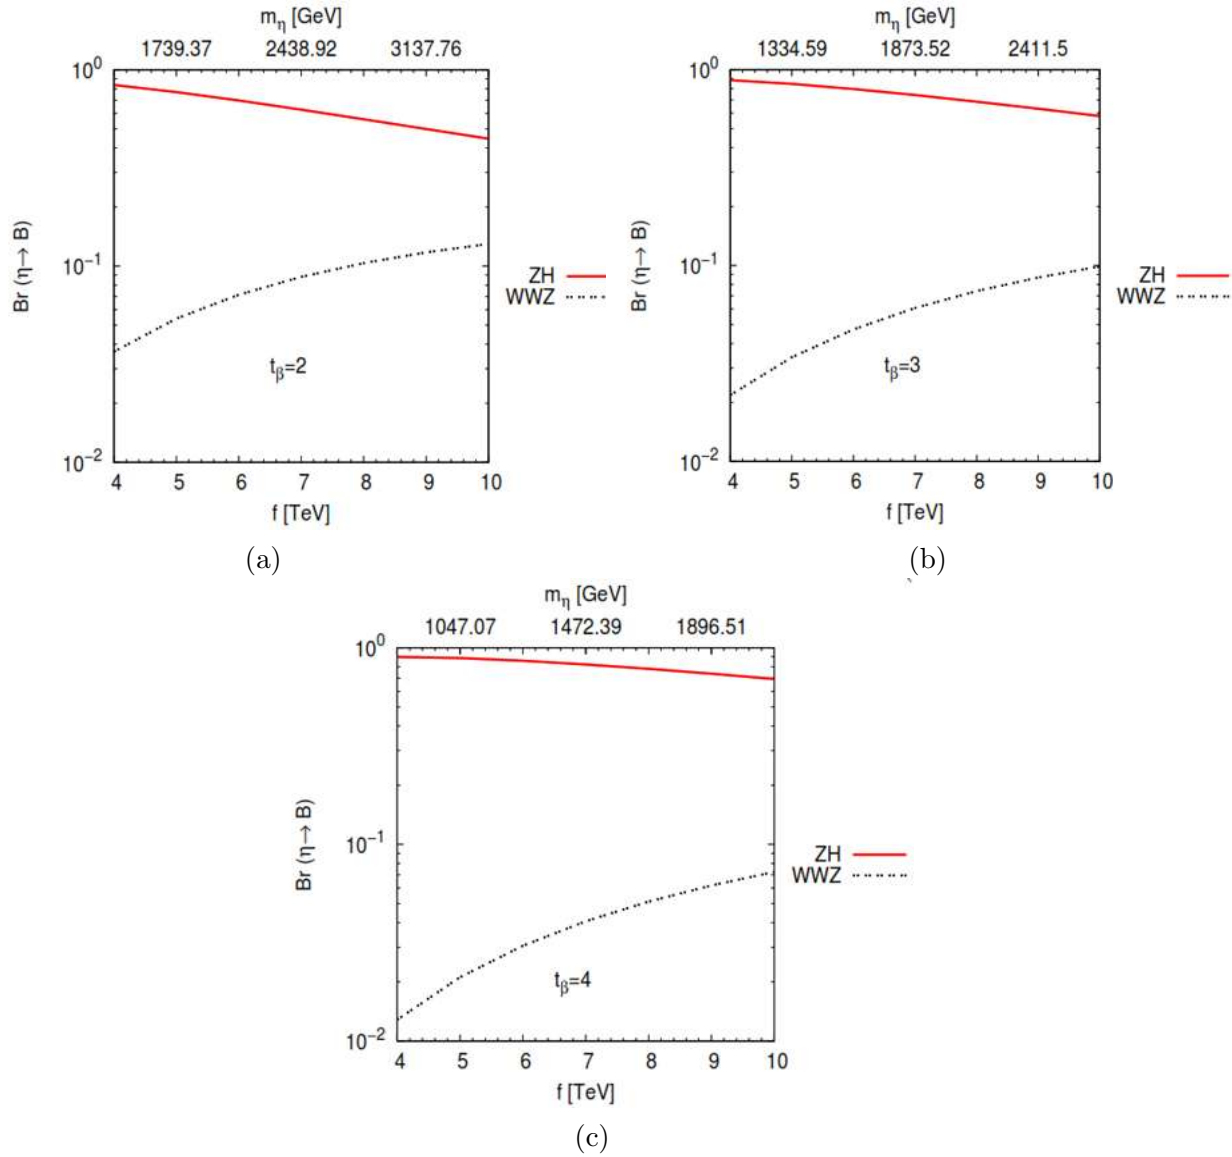 m_η [GeV]
1739.37 2438.92 3137.76
10^0
10^-1
10^-2
Br (η→ B)
ZH
WWZ
t_β=2
4 5 6 7 8 9 10
f [TeV]
(a)
m_η [GeV]
1334.59 1873.52 2411.5
10^0
10^-1
10^-2
Br (η→ B)
ZH
WWZ
t_β=3
4 5 6 7 8 9 10
f [TeV]
(b)
m_η [GeV]
1047.07 1472.39 1896.51
10^0
10^-1
10^-2
Br (η→ B)
ZH
WWZ
t_β=4
4 5 6 7 8 9 10
f [TeV]
(c)